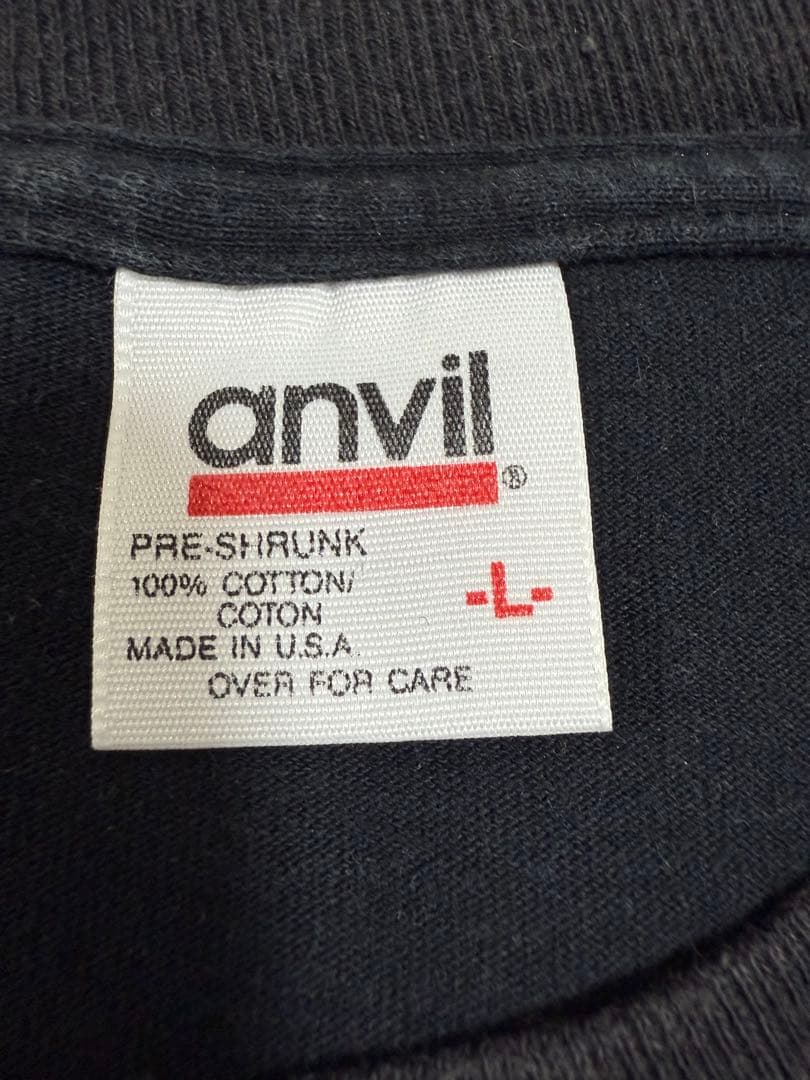 anvil®
PRE-SHRUNK
100% COTTON/
COTON
-L-
MADE IN U.S.A.
OVER FOR CARE